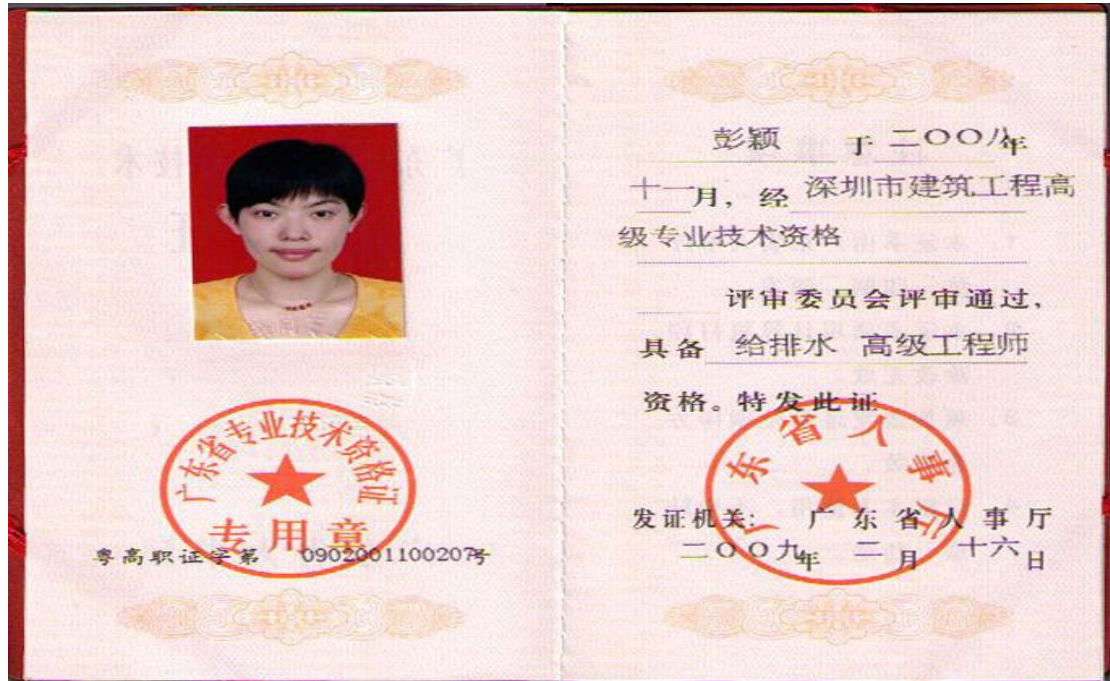 广东省专业技术资格证
专用章
粤高职证字第 0902001100207号
彭颖 于 二〇〇八年
十一月，经 深圳市建筑工程高
级专业技术资格
评审委员会评审通过，
具备 给排水 高级工程师
资格。特发此证
广东省人事厅
发证机关： 广东省人事厅
二〇〇九年 二月 十六日